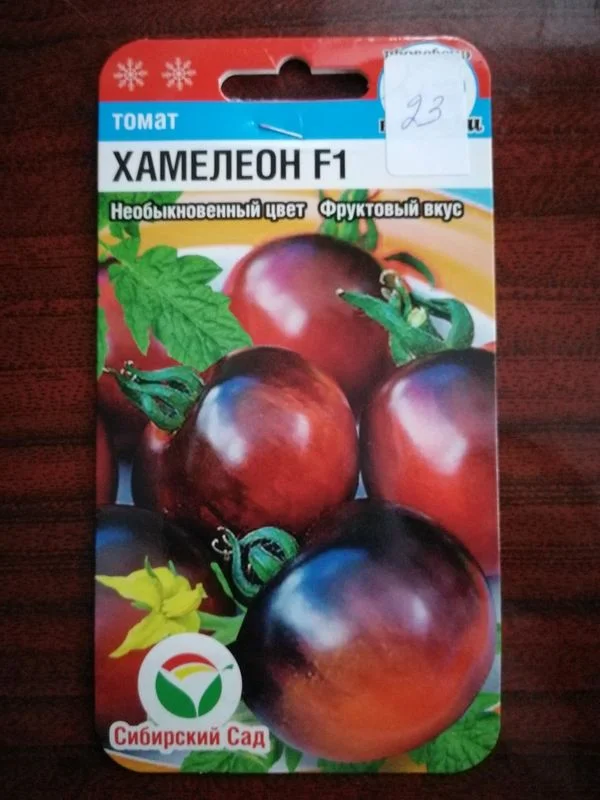 23
томат
ХАМЕЛЕОН F1
Необыкновенный цвет Фруктовый вкус
Сибирский Сад